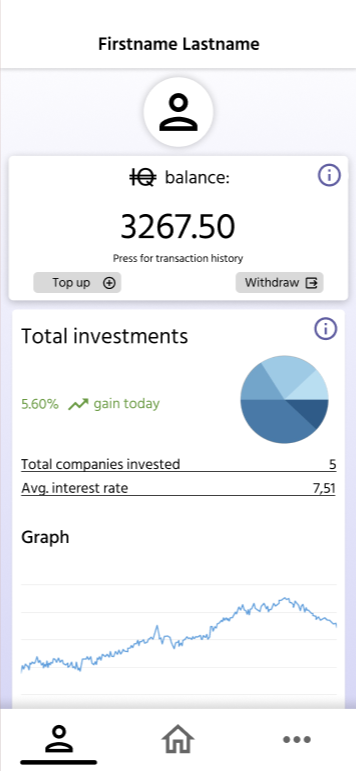 Firstname Lastname
IQ balance:
3267.50
Press for transaction history
Top up
Withdraw
Total investments
5.60% gain today
Total companies invested 5
Avg. interest rate 7,51
Graph